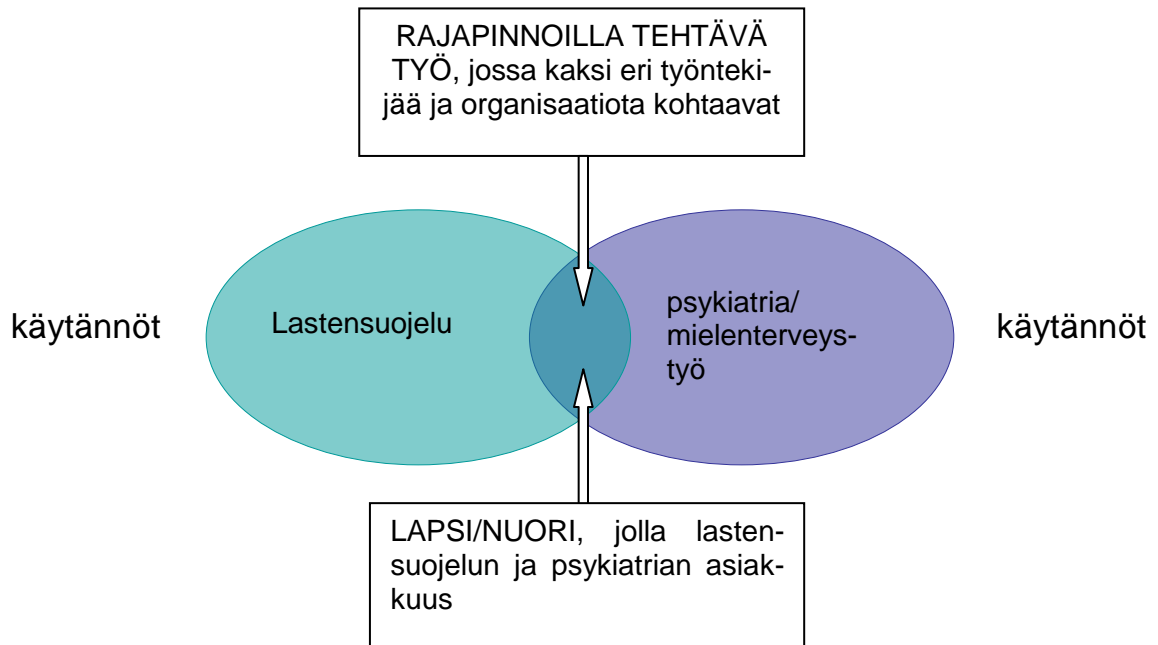 RAJAPINNOILLA TEHTÄVÄ
TYÖ, jossa kaksi eri työnteki-
jää ja organisaatiota kohtaavat
käytännöt
Lastensuojelu
psykiatria/
mielenterveys-
työ
käytännöt
LAPSI/NUORI, jolla lasten-
suojelun ja psykiatrian asiak-
kuus